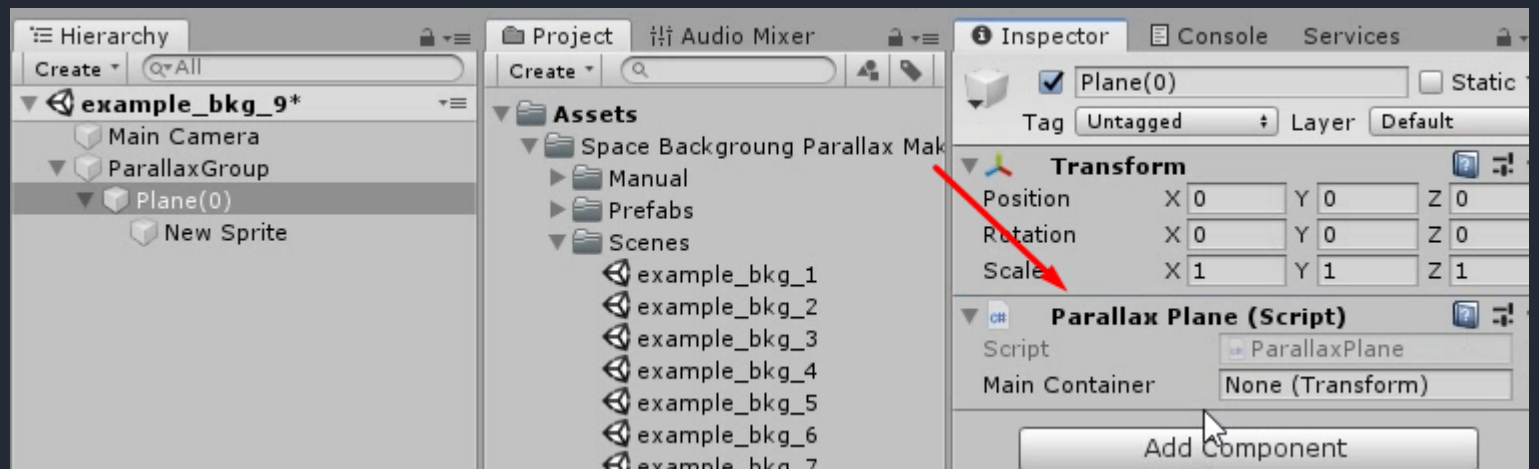 Hierarchy
Create
All
example_bkg_9*
Main Camera
ParallaxGroup
Plane(0)
New Sprite
Project
Audio Mixer
Create
Assets
Space Backgroung Parallax Mak
Manual
Prefabs
Scenes
example_bkg_1
example_bkg_2
example_bkg_3
example_bkg_4
example_bkg_5
example_bkg_6
example_bkg_7
Inspector
Console
Services
Plane(0)
Static
Tag Untagged
Layer Default
Transform
Position X 0 Y 0 Z 0
Rotation X 0 Y 0 Z 0
Scale X 1 Y 1 Z 1
C#
Parallax Plane (Script)
Script ParallaxPlane
Main Container None (Transform)
Add Component